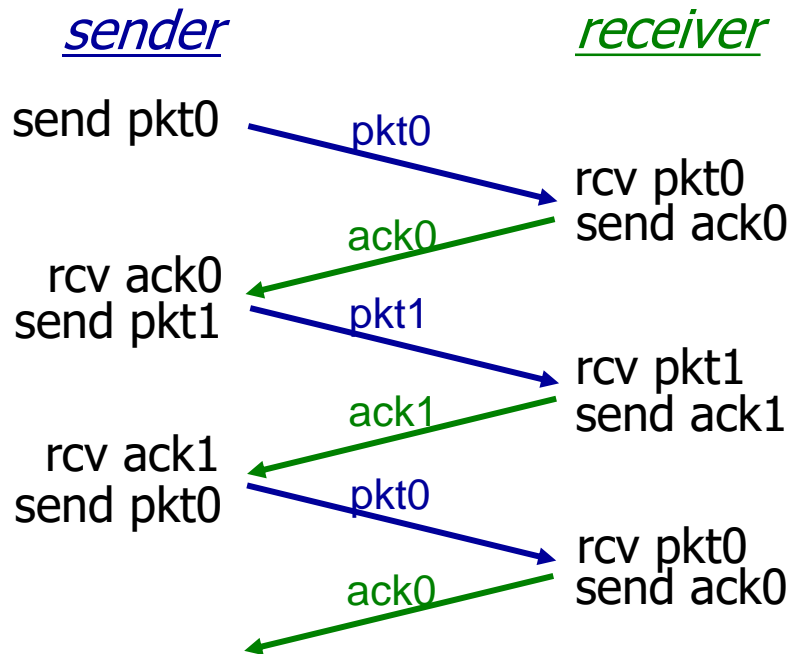 sender
receiver
send pkt0
pkt0
rcv pkt0
send ack0
ack0
rcv ack0
send pkt1
pkt1
rcv pkt1
send ack1
ack1
rcv ack1
send pkt0
pkt0
rcv pkt0
send ack0
ack0